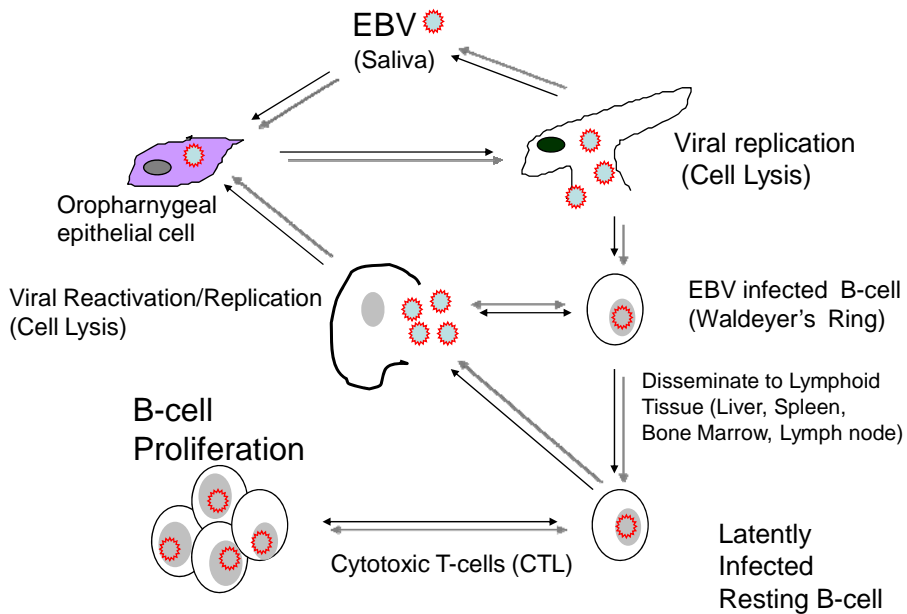 EBV
(Saliva)
Viral replication
(Cell Lysis)
Oropharnygeal
epithelial cell
Viral Reactivation/Replication
(Cell Lysis)
EBV infected B-cell
(Waldeyer's Ring)
Disseminate to Lymphoid
Tissue (Liver, Spleen,
Bone Marrow, Lymph node)
B-cell
Proliferation
Cytotoxic T-cells (CTL)
Latently
Infected
Resting B-cell